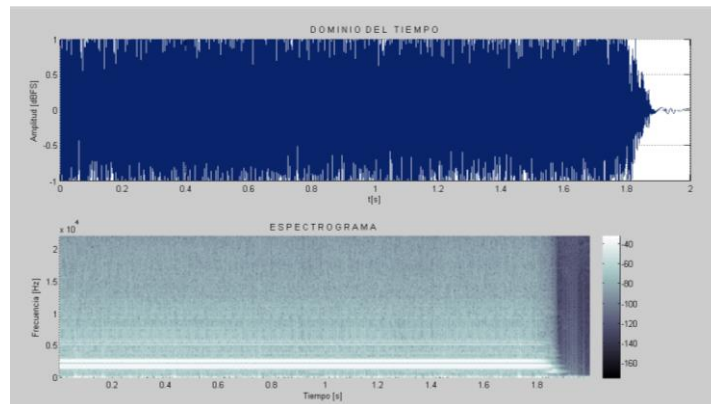 DOMINIO DEL TIEMPO
Amplitud [dBFS]
1
0.5
0
-0.5
-1
0 0.2 0.4 0.6 0.8 1 1.2 1.4 1.6 1.8 2
t[s]
ESPECTROGRAMA
x 10^4
Frecuencia [Hz]
2
1.5
1
0.5
0
0.2 0.4 0.6 0.8 1 1.2 1.4 1.6 1.8
Tiempo [s]
-40
-60
-80
-100
-120
-140
-160